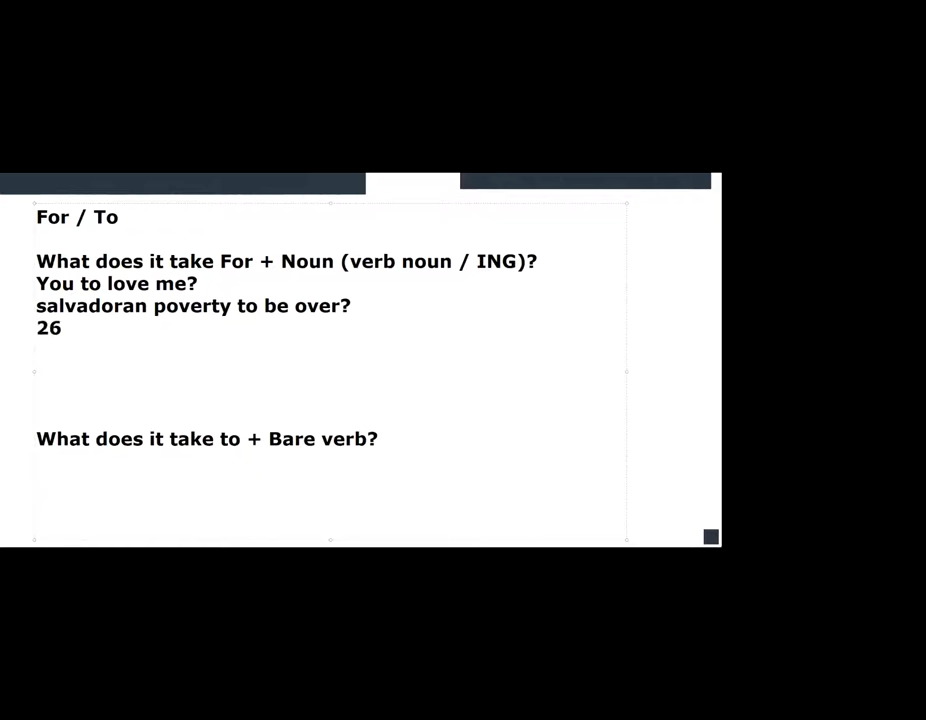 For / To
What does it take For + Noun (verb noun / ING)?
You to love me?
salvadoran poverty to be over?
26
What does it take to + Bare verb?